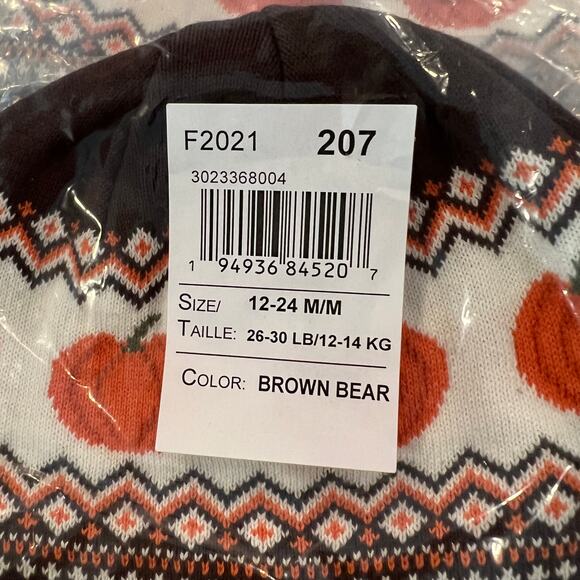 F2021 207
3023368004
1 94936 84520 7
SIZE/ 12-24 M/M
TAILLE: 26-30 LB/12-14 KG
COLOR: BROWN BEAR